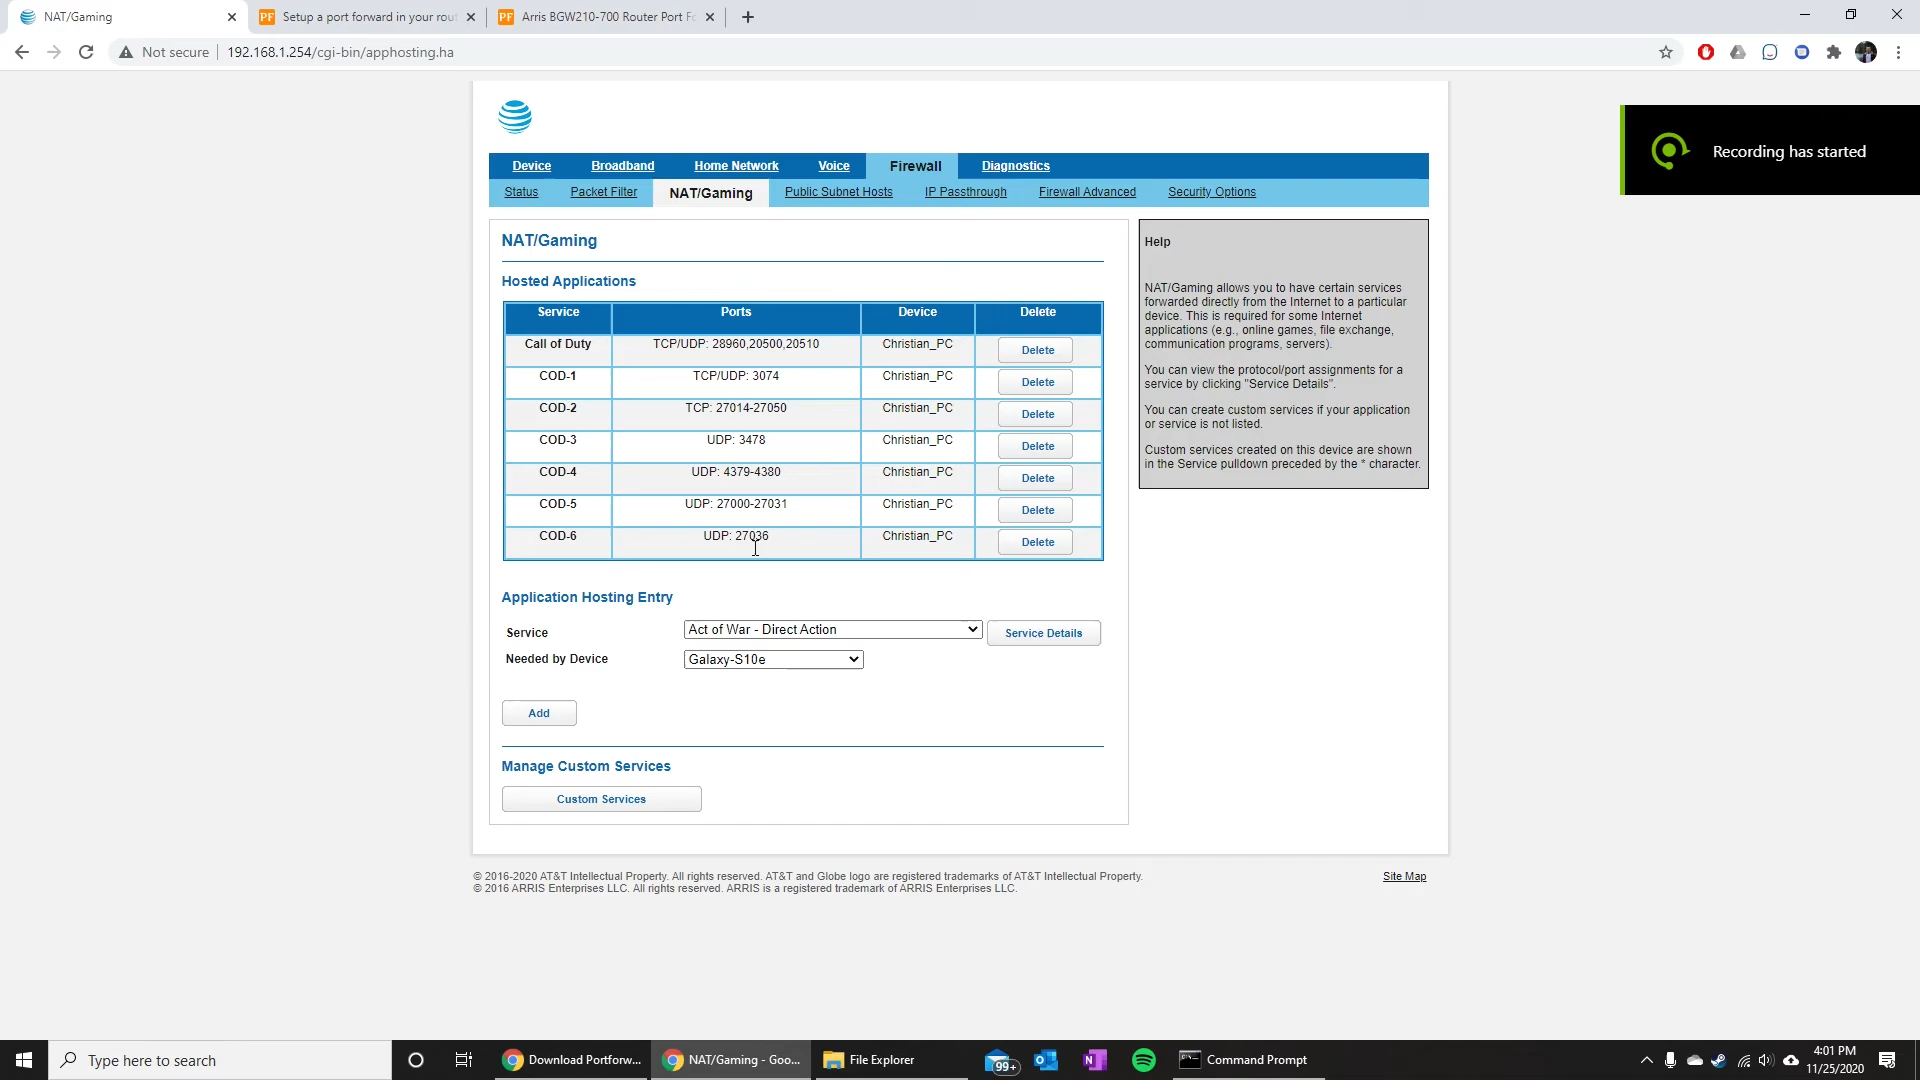 NAT/Gaming
Setup a port forward in your rou
Arris BGW210-700 Router Port Fo
Not secure
192.168.1.254/cgi-bin/apphosting.ha
Recording has started
Device Broadband Home Network Voice Firewall Diagnostics
Status Packet Filter NAT/Gaming Public Subnet Hosts IP Passthrough Firewall Advanced Security Options
NAT/Gaming
Hosted Applications
Service Ports Device Delete
Call of Duty TCP/UDP: 28960,20500,20510 Christian_PC Delete
COD-1 TCP/UDP: 3074 Christian_PC Delete
COD-2 TCP: 27014-27050 Christian_PC Delete
COD-3 UDP: 3478 Christian_PC Delete
COD-4 UDP: 4379-4380 Christian_PC Delete
COD-5 UDP: 27000-27031 Christian_PC Delete
COD-6 UDP: 27036 Christian_PC Delete
Application Hosting Entry
Service Act of War - Direct Action Service Details
Needed by Device Galaxy-S10e
Add
Manage Custom Services
Custom Services
Help
NAT/Gaming allows you to have certain services
forwarded directly from the Internet to a particular
device. This is required for some Internet
applications (e.g., online games, file exchange,
communication programs, servers).
You can view the protocol/port assignments for a
service by clicking "Service Details".
You can create custom services if your application
or service is not listed.
Custom services created on this device are shown
in the Service pulldown preceded by the * character.
© 2016-2020 AT&T Intellectual Property. All rights reserved. AT&T and Globe logo are registered trademarks of AT&T Intellectual Property.
© 2016 ARRIS Enterprises LLC. All rights reserved. ARRIS is a registered trademark of ARRIS Enterprises LLC.
Site Map
Type here to search
Download Portforw...
NAT/Gaming - Goo...
File Explorer
99+
Command Prompt
4:01 PM
11/25/2020